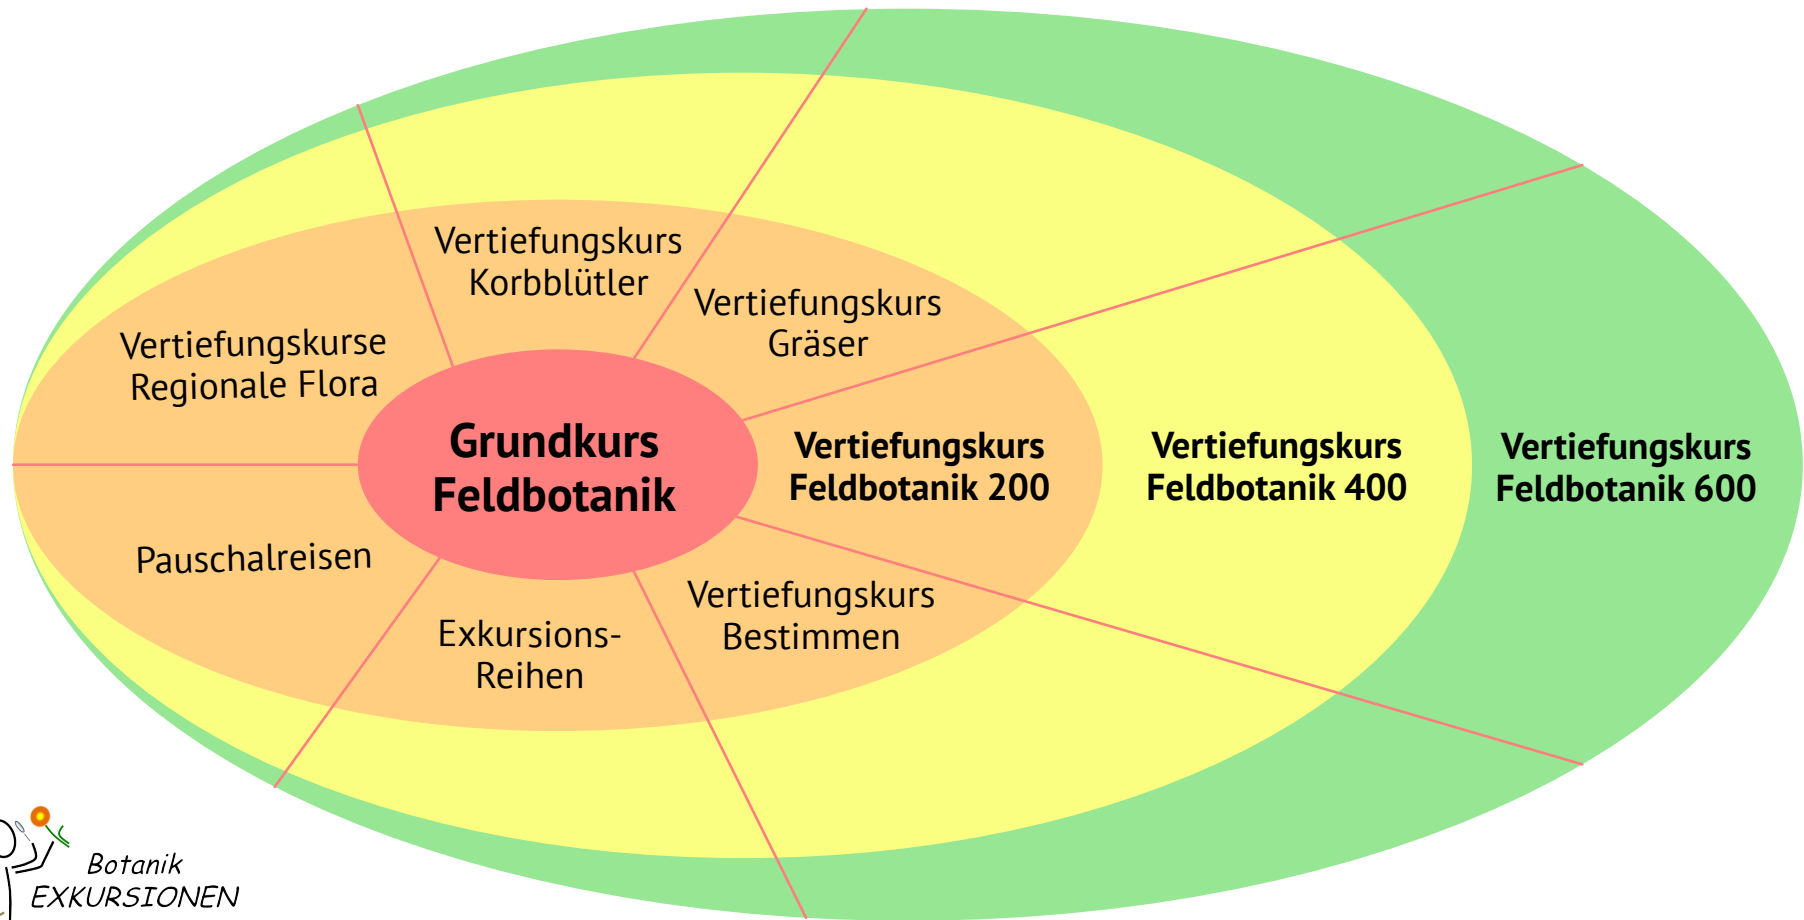 Vertiefungskurs
Korbblütler
Vertiefungskurs
Gräser
Vertiefungskurse
Regionale Flora
Grundkurs
Feldbotanik
Vertiefungskurs
Feldbotanik 200
Vertiefungskurs
Feldbotanik 400
Vertiefungskurs
Feldbotanik 600
Pauschalreisen
Exkursions-
Reihen
Vertiefungskurs
Bestimmen
Botanik
EXKURSIONEN